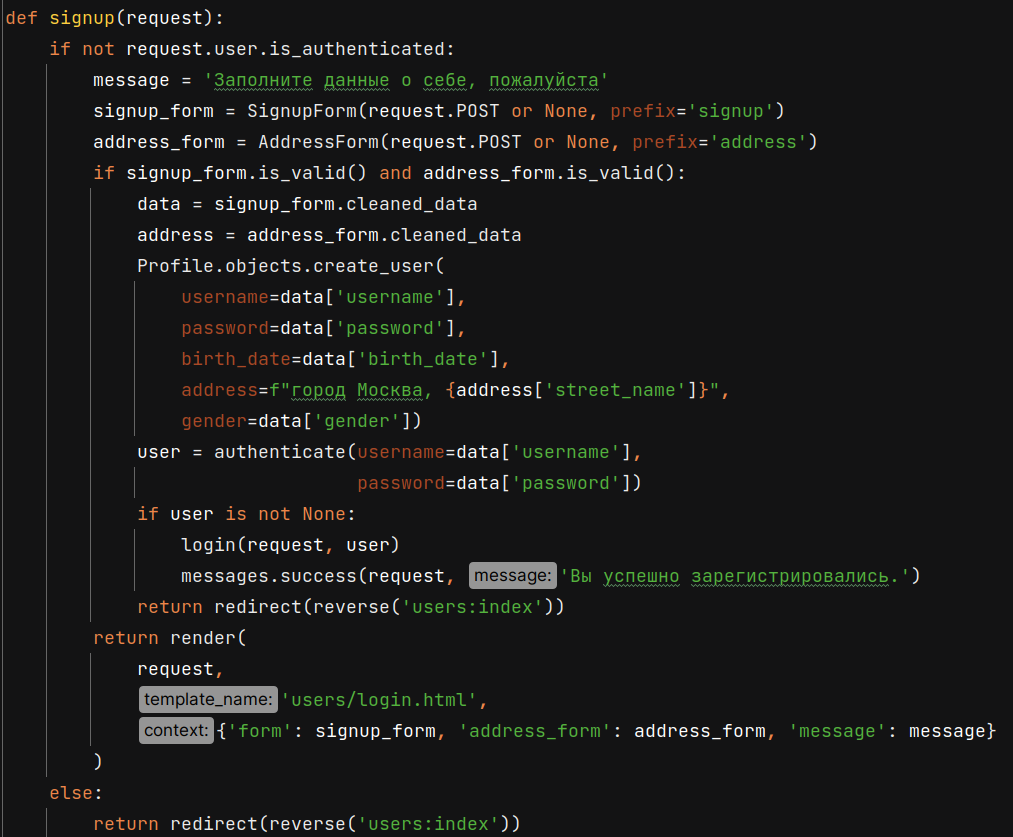 def signup(request):
    if not request.user.is_authenticated:
        message = 'Заполните данные о себе, пожалуйста'
        signup_form = SignupForm(request.POST or None, prefix='signup')
        address_form = AddressForm(request.POST or None, prefix='address')
        if signup_form.is_valid() and address_form.is_valid():
            data = signup_form.cleaned_data
            address = address_form.cleaned_data
            Profile.objects.create_user(
                username=data['username'],
                password=data['password'],
                birth_date=data['birth_date'],
                address=f"город Москва, {address['street_name']}",
                gender=data['gender'])
            user = authenticate(username=data['username'],
                                password=data['password'])
            if user is not None:
                login(request, user)
                messages.success(request, message: 'Вы успешно зарегистрировались.')
            return redirect(reverse('users:index'))
        return render(
            request,
            template_name: 'users/login.html',
            context: {'form': signup_form, 'address_form': address_form, 'message': message}
        )
    else:
        return redirect(reverse('users:index'))